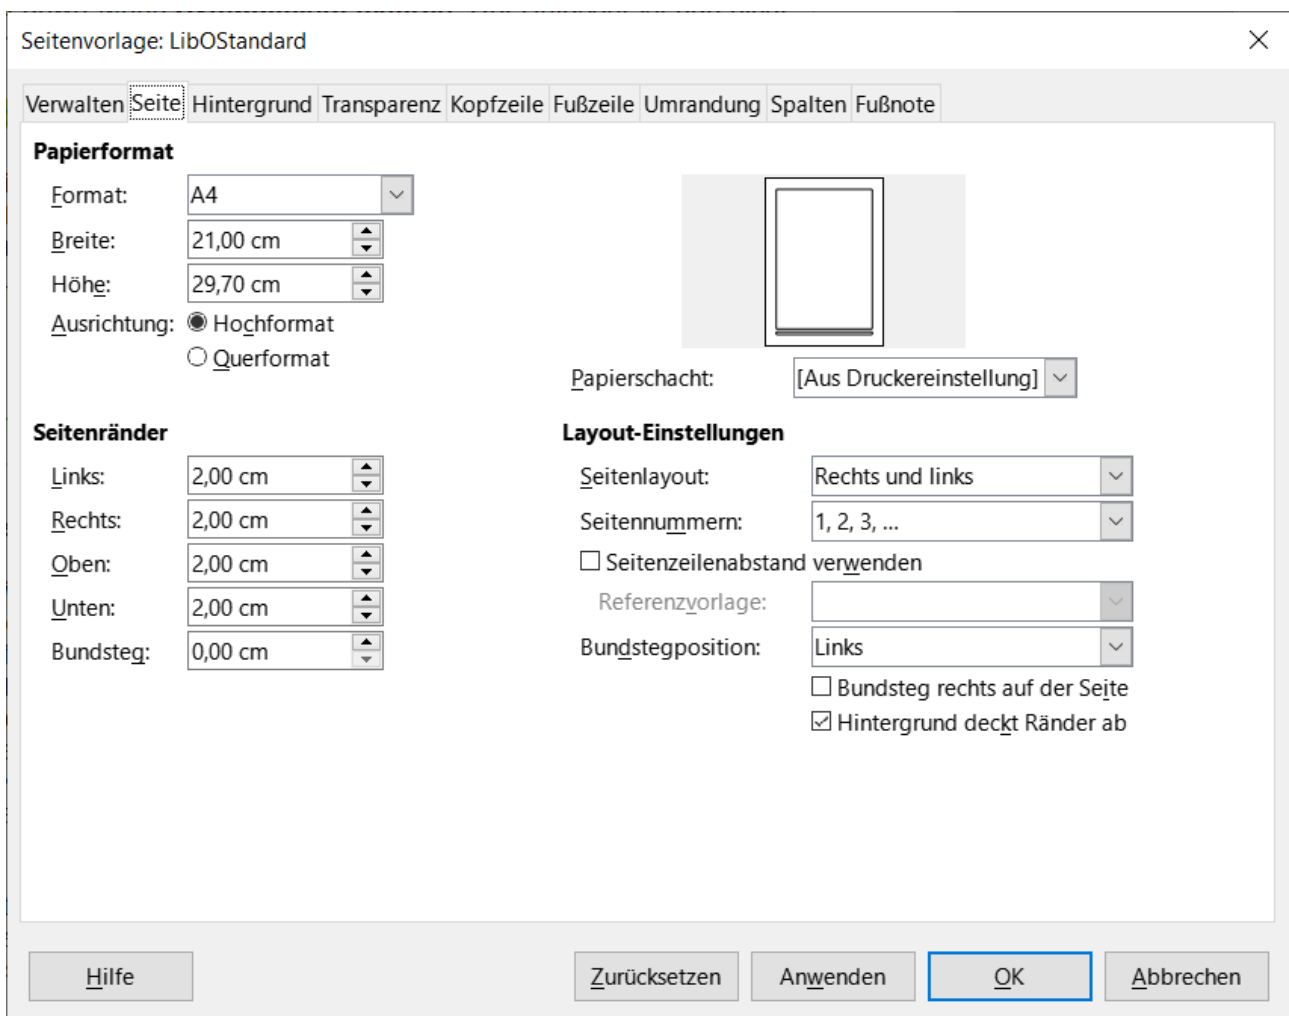 Seitenvorlage: LibOStandard
Verwalten Seite Hintergrund Transparenz Kopfzeile Fußzeile Umrandung Spalten Fußnote
Papierformat
Format: A4
Breite: 21,00 cm
Höhe: 29,70 cm
Ausrichtung: Hochformat
Querformat
Papierschacht: [Aus Druckereinstellung]
Seitenränder
Links: 2,00 cm
Rechts: 2,00 cm
Oben: 2,00 cm
Unten: 2,00 cm
Bundsteg: 0,00 cm
Layout-Einstellungen
Seitenlayout: Rechts und links
Seitennummern: 1, 2, 3, ...
Seitenzeilenabstand verwenden
Referenzvorlage:
Bundstegposition: Links
Bundsteg rechts auf der Seite
Hintergrund deckt Ränder ab
Hilfe Zurücksetzen Anwenden OK Abbrechen